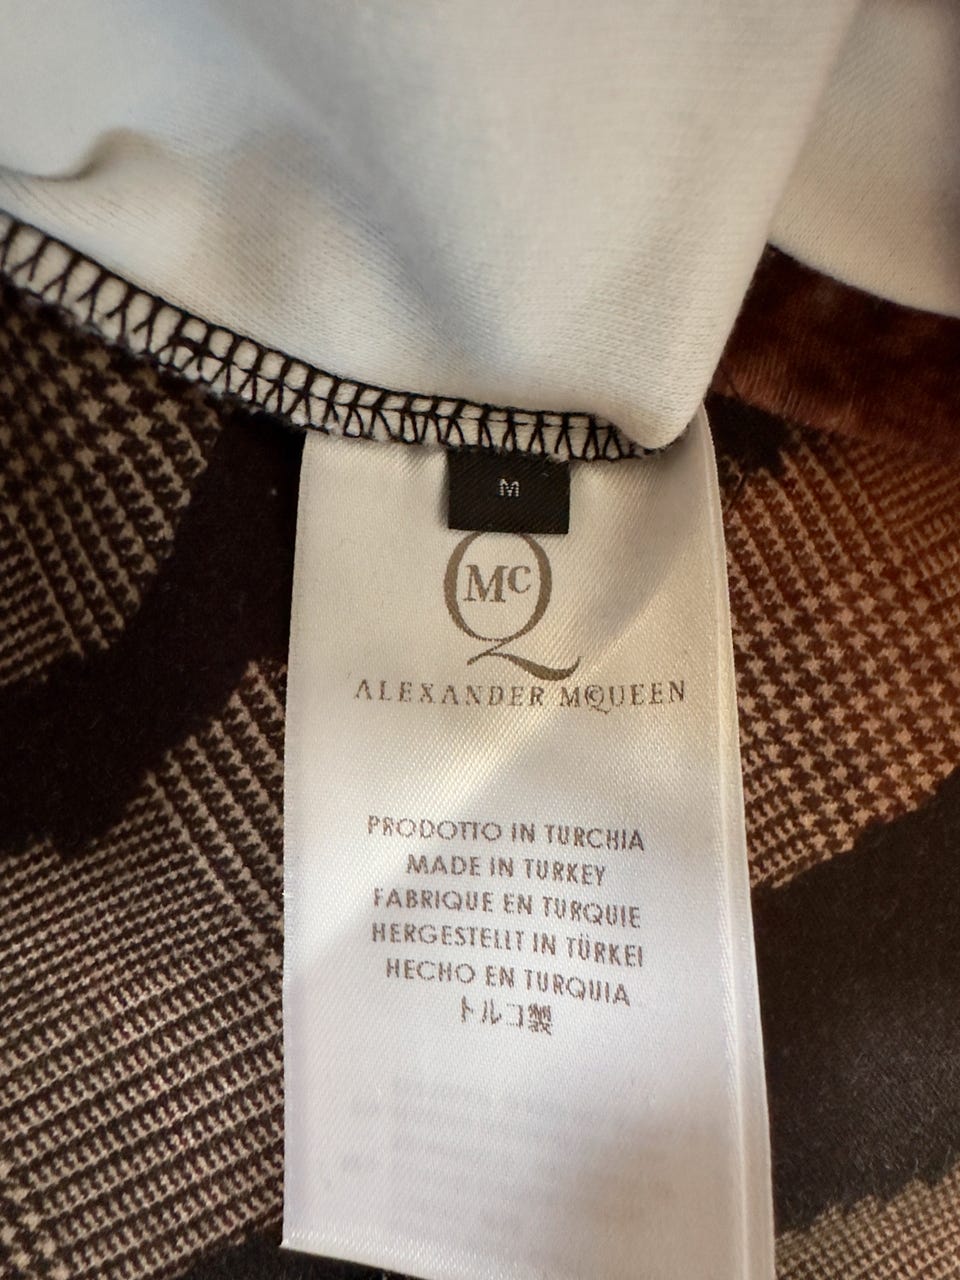 M
McQ
ALEXANDER MCQUEEN
PRODOTTO IN TURCHIA
MADE IN TURKEY
FABRIQUE EN TURQUIE
HERGESTELLT IN TÜRKEI
HECHO EN TURQUIA
トルコ製